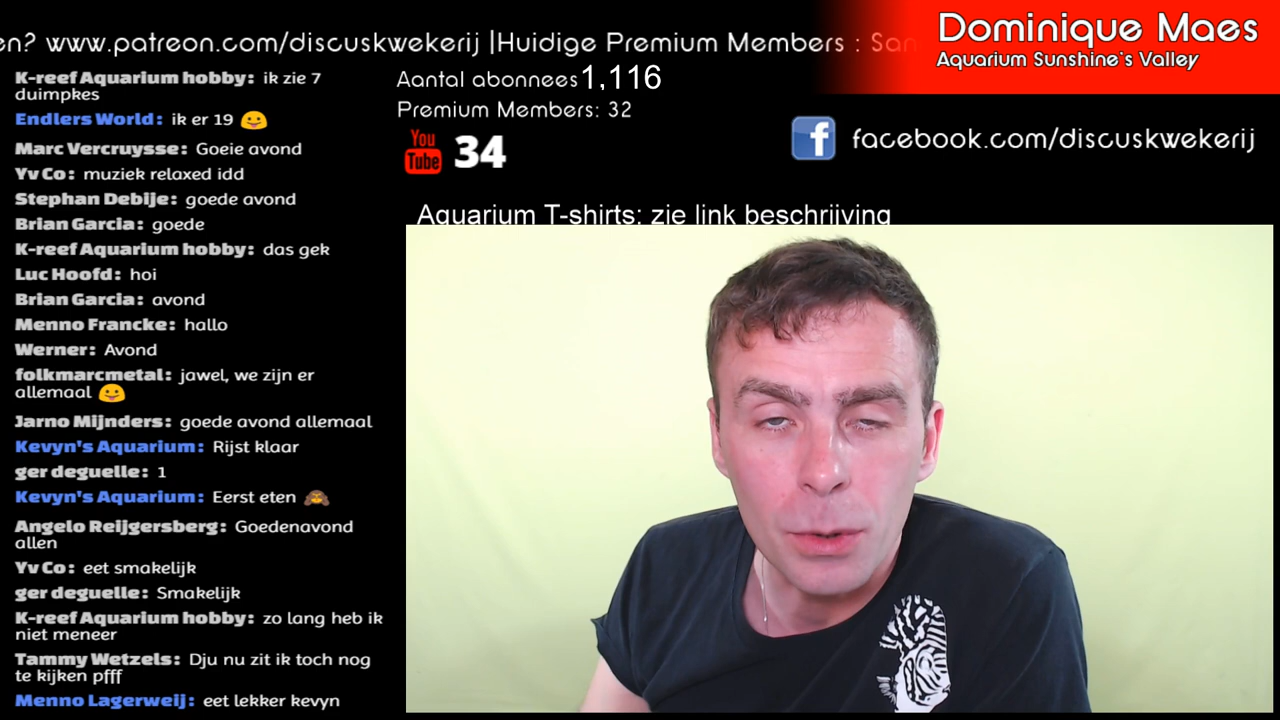 en? www.patreon.com/discuskwekerij |Huidige Premium Members : San
Dominique Maes
Aquarium Sunshine's Valley
Aantal abonnees 1,116
Premium Members: 32
You
Tube 34
facebook.com/discuskwekerij
Aquarium T-shirts: zie link beschrijving
K-reef Aquarium hobby: ik zie 7
duimpkes
Endlers World: ik er 19 😛
Marc Vercruysse: Goeie avond
Yv Co: muziek relaxed idd
Stephan Debije: goede avond
Brian Garcia: goede
K-reef Aquarium hobby: das gek
Luc Hoofd: hoi
Brian Garcia: avond
Menno Francke: hallo
Werner: Avond
folkmarcmetal: jawel, we zijn er
allemaal 😛
Jarno Mijnders: goede avond allemaal
Kevyn's Aquarium: Rijst klaar
ger deguelle: 1
Kevyn's Aquarium: Eerst eten 🙈
Angelo Reijgersberg: Goedenavond
allen
Yv Co: eet smakelijk
ger deguelle: Smakelijk
K-reef Aquarium hobby: zo lang heb ik
niet meneer
Tammy Wetzels: Dju nu zit ik toch nog
te kijken pfff
Menno Lagerweij: eet lekker kevyn